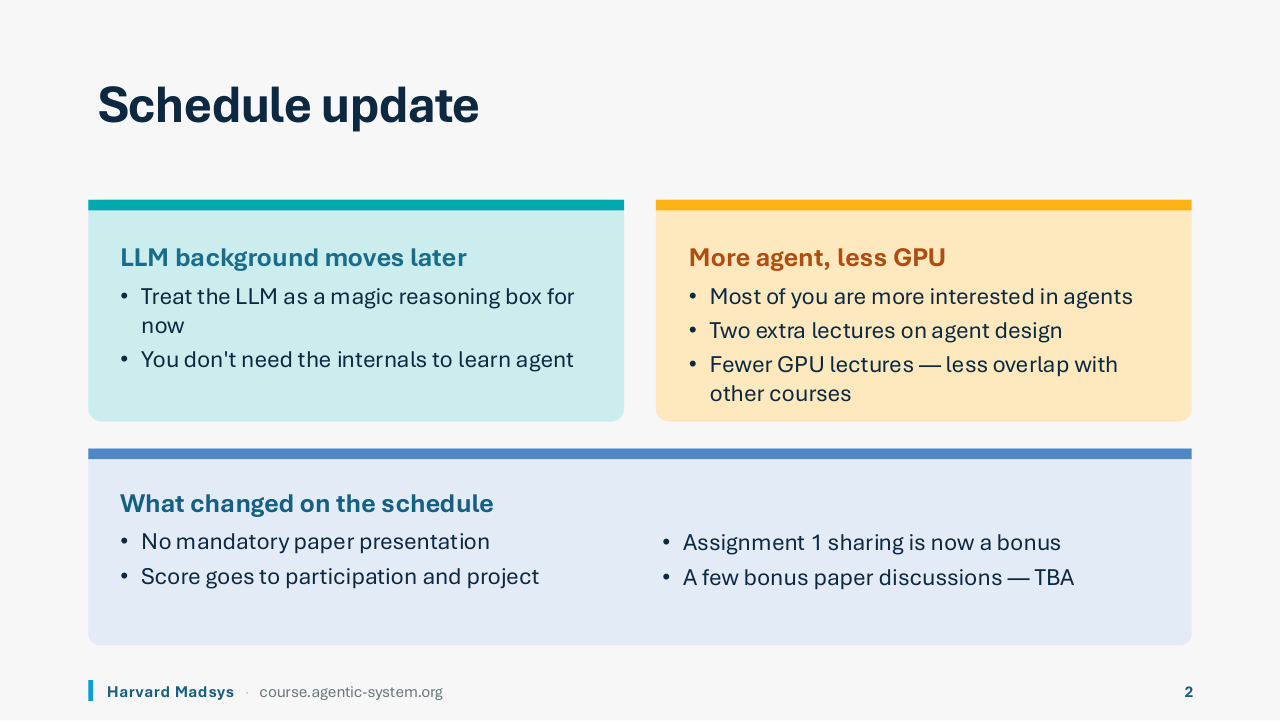 Schedule update
LLM background moves later
• Treat the LLM as a magic reasoning box for
now
• You don't need the internals to learn agent
More agent, less GPU
• Most of you are more interested in agents
• Two extra lectures on agent design
• Fewer GPU lectures — less overlap with
other courses
What changed on the schedule
• No mandatory paper presentation
• Score goes to participation and project
• Assignment 1 sharing is now a bonus
• A few bonus paper discussions — TBA
Harvard Madsys · course.agentic-system.org
2